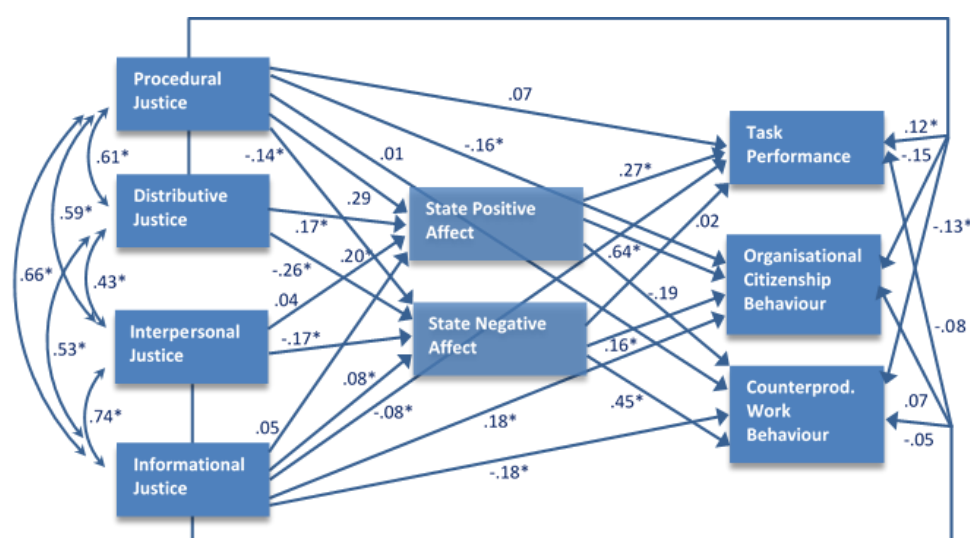 Procedural
Justice
.07
Task
Performance
.12*
-.15
-.14*
.01
-.16*
.27*
.61*
Distributive
Justice
.29
.17*
State Positive
Affect
.02
-.13*
.59*
.20*
.64*
Organisational
Citizenship
Behaviour
.66*
.43*
-.26*
.04
-.19
Interpersonal
Justice
State Negative
Affect
-.08
.53*
-.17*
.16*
.08*
-.08*
Counterprod.
Work
Behaviour
.07
.74*
.05
.18*
.45*
-.05
Informational
Justice
-.18*